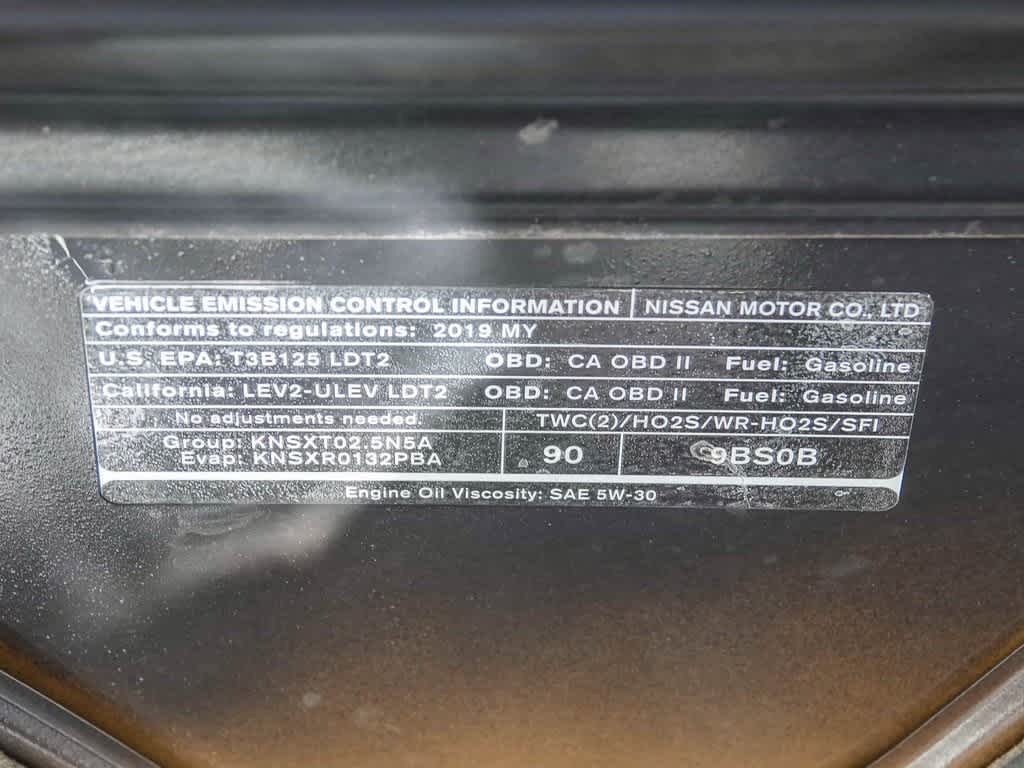 VEHICLE EMISSION CONTROL INFORMATION NISSAN MOTOR CO., LTD
Conforms to regulations: 2019 MY
U.S. EPA: T3B125 LDT2 OBD: CA OBD II Fuel: Gasoline
California: LEV2-ULEV LDT2 OBD: CA OBD II Fuel: Gasoline
No adjustments needed. TWC(2)/HO2S/WR-HO2S/SFI
Group: KNSXT02.5N5A
Evap: KNSXR0132PBA 90 9BS0B
Engine Oil Viscosity: SAE 5W-30